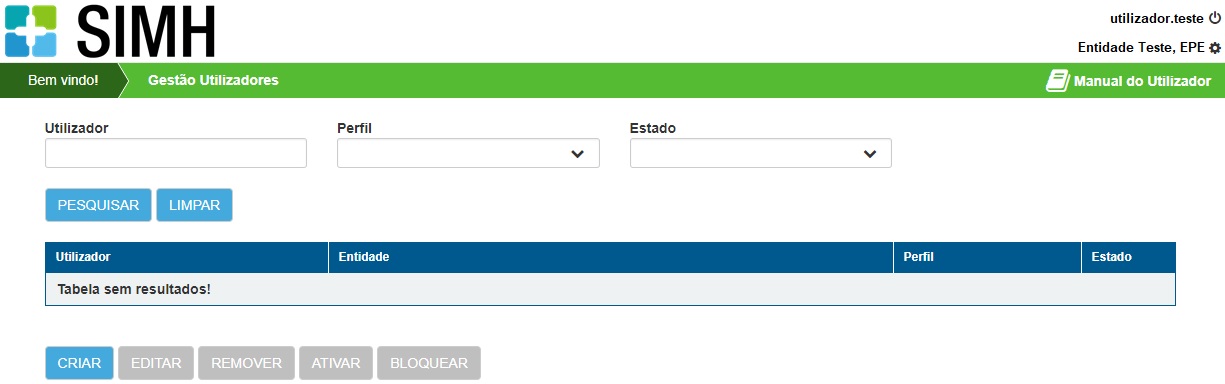 SIMH
utilizador.teste
Entidade Teste, EPE
Bem vindo! Gestão Utilizadores Manual do Utilizador
Utilizador Perfil Estado
PESQUISAR LIMPAR
Utilizador Entidade Perfil Estado
Tabela sem resultados!
CRIAR EDITAR REMOVER ATIVAR BLOQUEAR